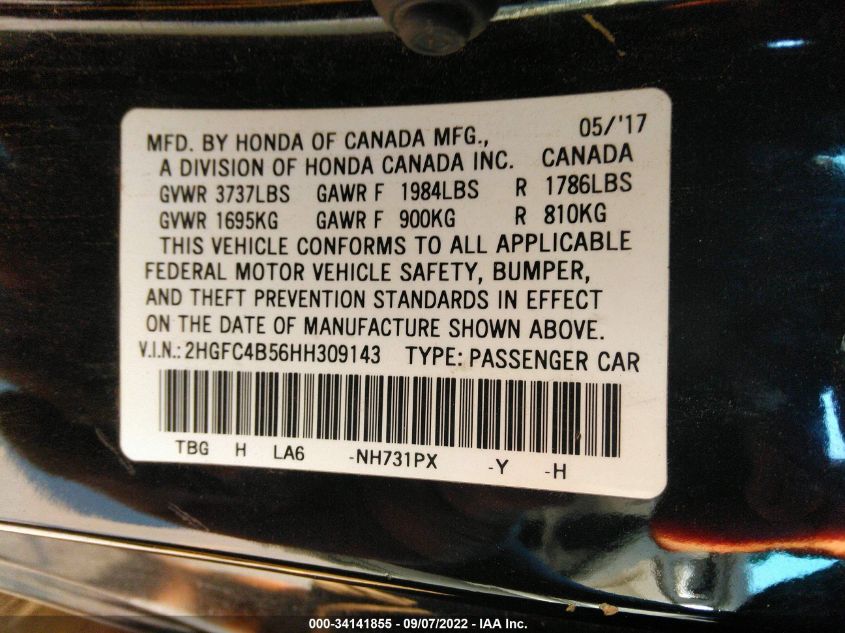 MFD. BY HONDA OF CANADA MFG., 05/'17
A DIVISION OF HONDA CANADA INC. CANADA
GVWR 3737LBS GAWR F 1984LBS R 1786LBS
GVWR 1695KG GAWR F 900KG R 810KG
THIS VEHICLE CONFORMS TO ALL APPLICABLE
FEDERAL MOTOR VEHICLE SAFETY, BUMPER,
AND THEFT PREVENTION STANDARDS IN EFFECT
ON THE DATE OF MANUFACTURE SHOWN ABOVE.
V.I.N.: 2HGFC4B56HH309143 TYPE: PASSENGER CAR
TBG H LA6 -NH731PX -Y -H
000-34141855 - 09/07/2022 - IAA Inc.